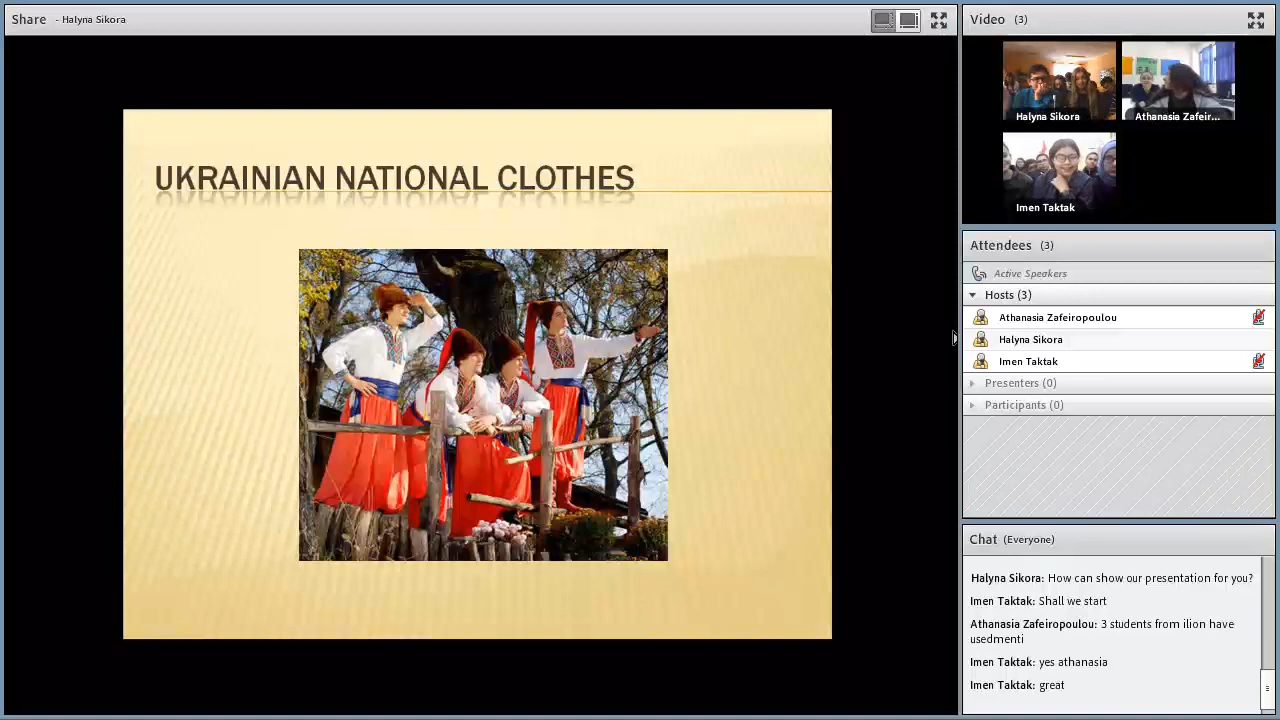 Share - Halyna Sikora
UKRAINIAN NATIONAL CLOTHES
Video (3)
Halyna Sikora
Athanasia Zafeir...
Imen Taktak
Attendees (3)
Active Speakers
Hosts (3)
Athanasia Zafeiropoulou
Halyna Sikora
Imen Taktak
Presenters (0)
Participants (0)
Chat (Everyone)
Halyna Sikora: How can show our presentation for you?
Imen Taktak: Shall we start
Athanasia Zafeiropoulou: 3 students from ilion have
usedmenti
Imen Taktak: yes athanasia
Imen Taktak: great